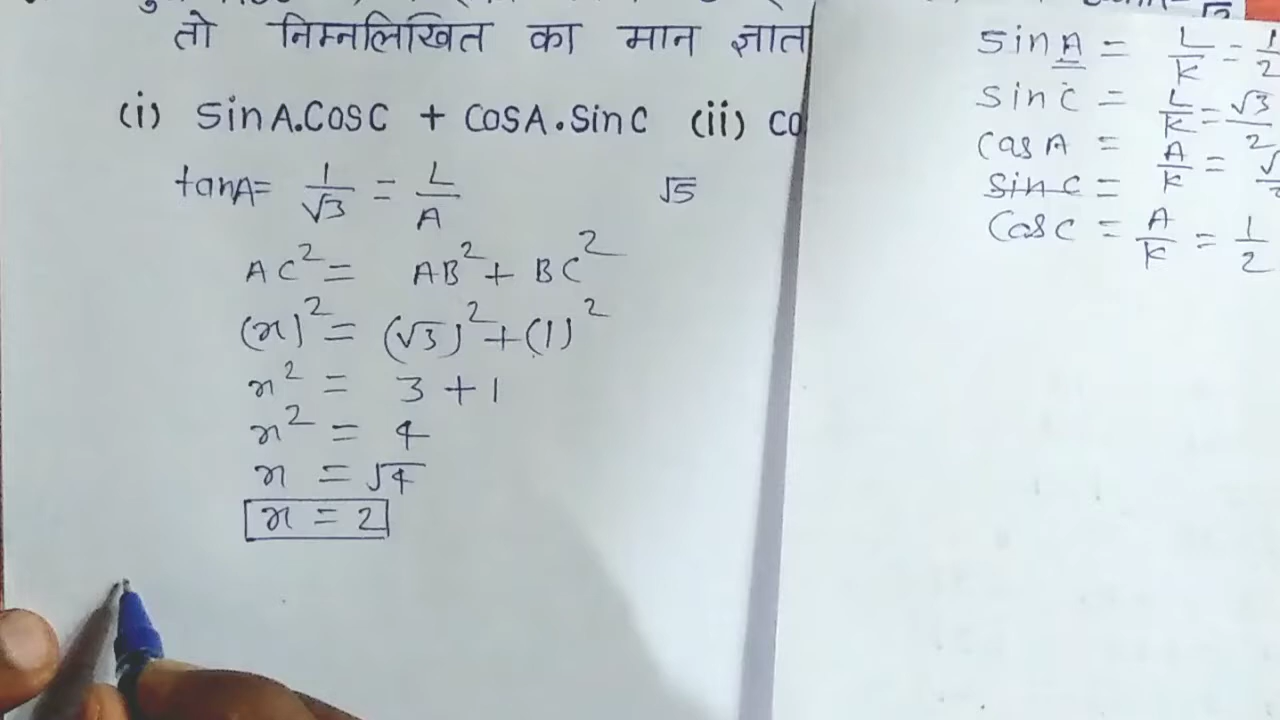 तो निम्नलिखित का मान ज्ञात
(i) sinA.cosC + cosA.sinC (ii) co
tanA= 1/√3 = L/A √5
AC² = AB² + BC²
(x)² = (√3)² + (1)²
x² = 3 + 1
x² = 4
x = √4
x = 2
sinA = L/K = 1/2
sinC = L/K = √3/2
cosA = A/K = √
sinC =
cosC = A/K = 1/2